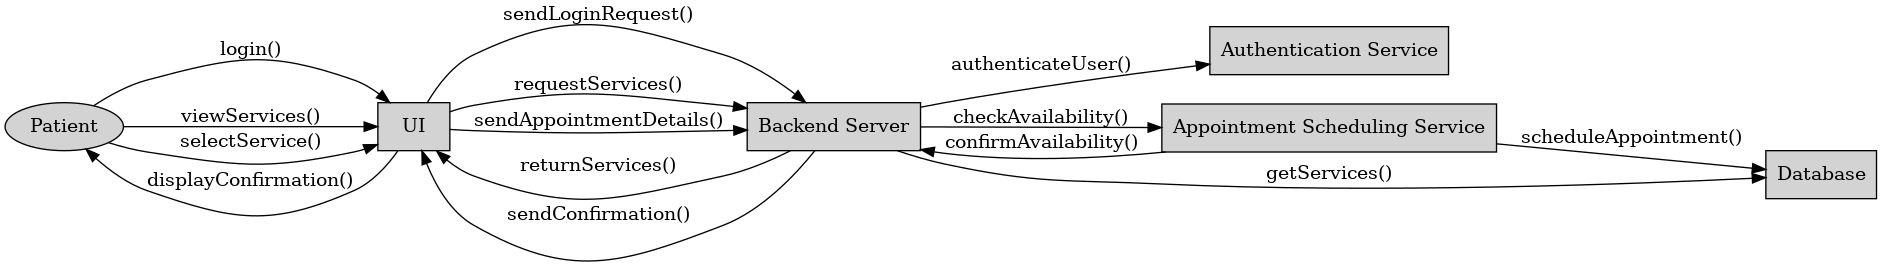 sendLoginRequest()
login()
Authentication Service
authenticateUser()
requestServices()
viewServices()
sendAppointmentDetails()
checkAvailability()
Patient
UI
Backend Server
Appointment Scheduling Service
scheduleAppointment()
selectService()
confirmAvailability()
returnServices()
getServices()
Database
displayConfirmation()
sendConfirmation()